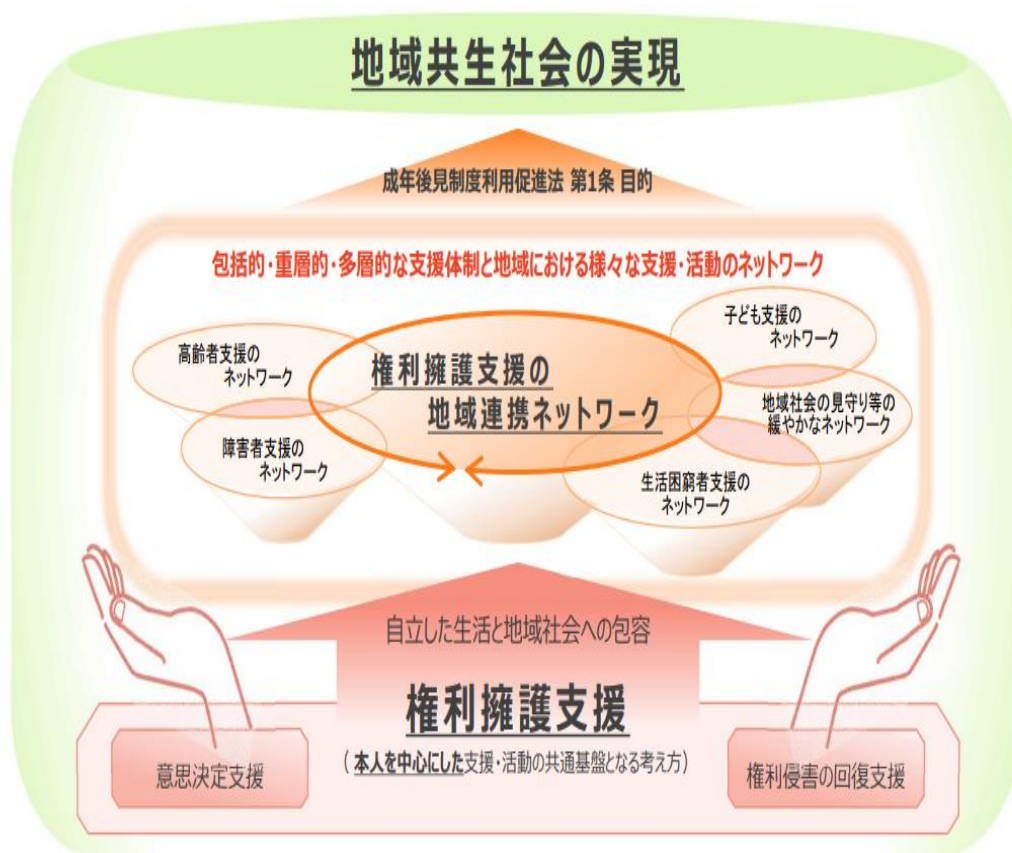 地域共生社会の実現
成年後見制度利用促進法 第1条 目的
包括的・重層的・多層的な支援体制と地域における様々な支援・活動のネットワーク
高齢者支援の
ネットワーク
障害者支援の
ネットワーク
権利擁護支援の
地域連携ネットワーク
子ども支援の
ネットワーク
地域社会の見守り等の
緩やかなネットワーク
生活困窮者支援の
ネットワーク
自立した生活と地域社会への包容
権利擁護支援
(本人を中心にした支援・活動の共通基盤となる考え方)
意思決定支援
権利侵害の回復支援